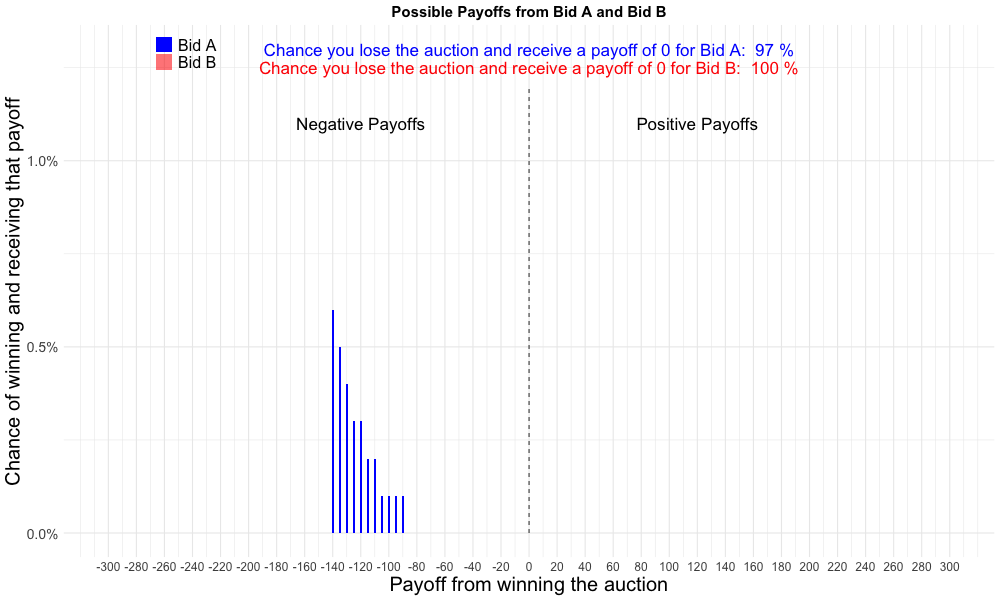 Possible Payoffs from Bid A and Bid B
Bid A
Bid B
Chance you lose the auction and receive a payoff of 0 for Bid A:  97 %
Chance you lose the auction and receive a payoff of 0 for Bid B:  100 %
Negative Payoffs
Positive Payoffs
Chance of winning and receiving that payoff
1.0%
0.5%
0.0%
-300 -280 -260 -240 -220 -200 -180 -160 -140 -120 -100 -80 -60 -40 -20 0 20 40 60 80 100 120 140 160 180 200 220 240 260 280 300
Payoff from winning the auction